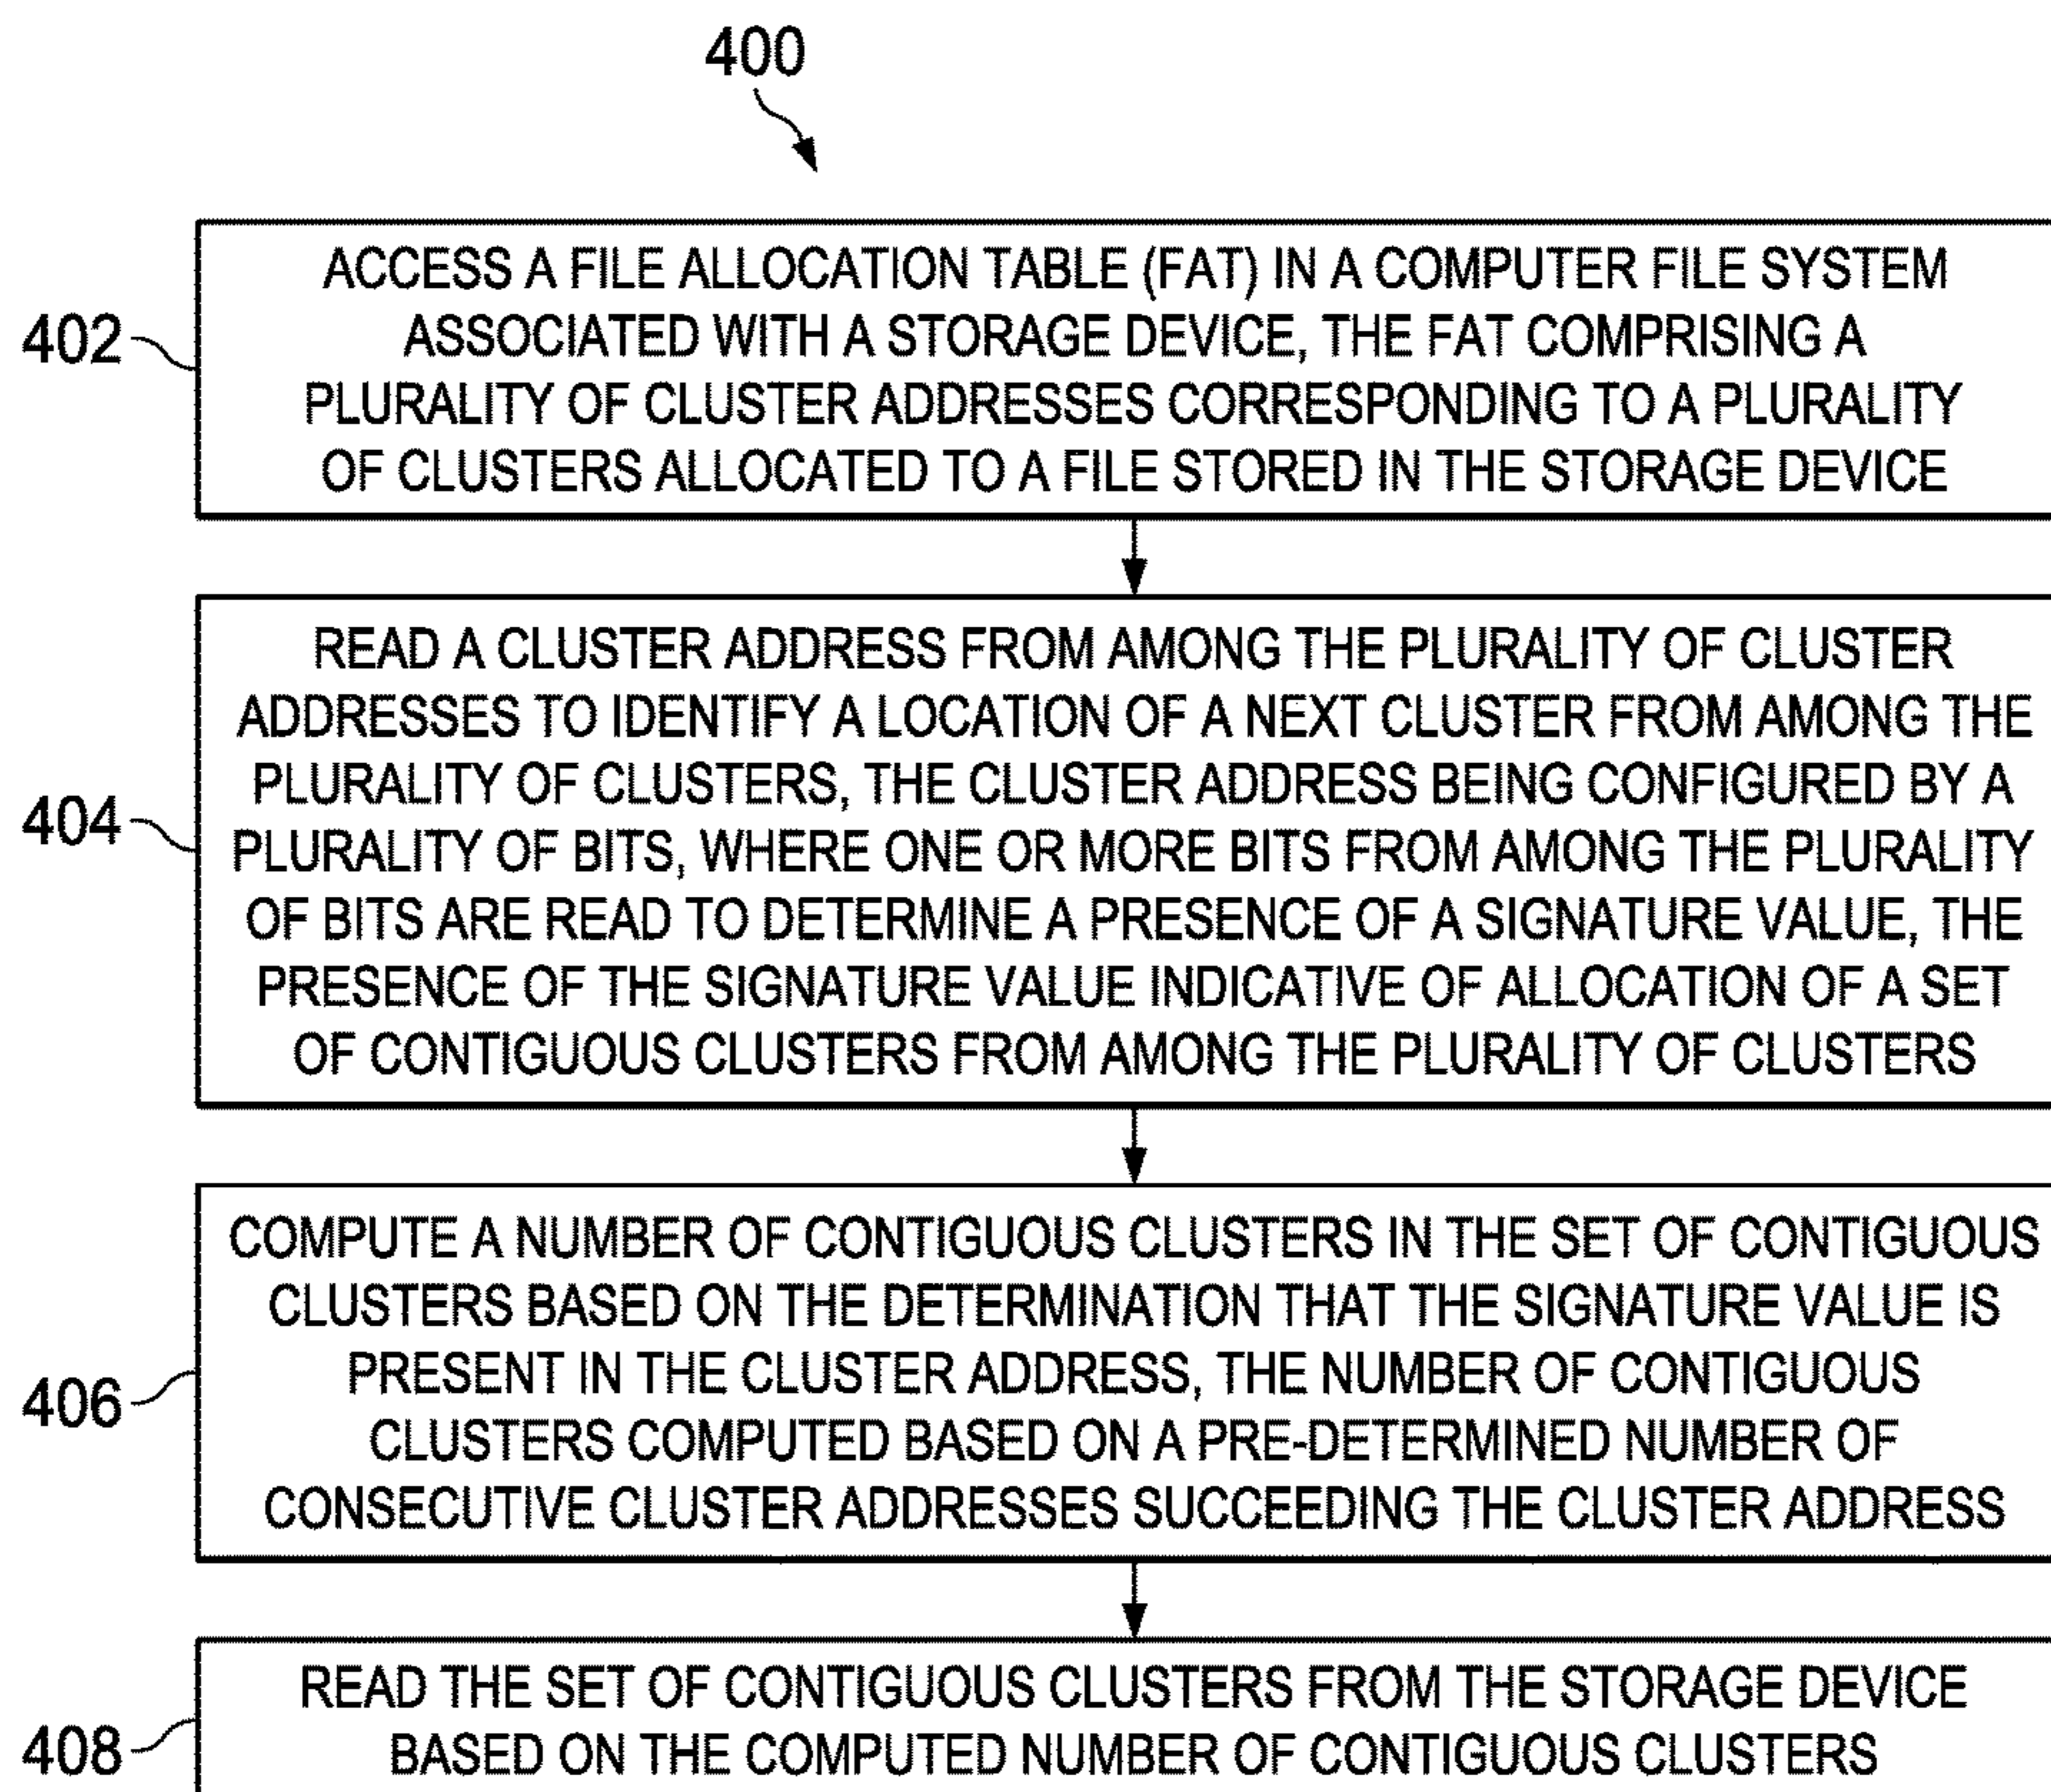 400
402
ACCESS A FILE ALLOCATION TABLE (FAT) IN A COMPUTER FILE SYSTEM
ASSOCIATED WITH A STORAGE DEVICE, THE FAT COMPRISING A
PLURALITY OF CLUSTER ADDRESSES CORRESPONDING TO A PLURALITY
OF CLUSTERS ALLOCATED TO A FILE STORED IN THE STORAGE DEVICE
404
READ A CLUSTER ADDRESS FROM AMONG THE PLURALITY OF CLUSTER
ADDRESSES TO IDENTIFY A LOCATION OF A NEXT CLUSTER FROM AMONG THE
PLURALITY OF CLUSTERS, THE CLUSTER ADDRESS BEING CONFIGURED BY A
PLURALITY OF BITS, WHERE ONE OR MORE BITS FROM AMONG THE PLURALITY
OF BITS ARE READ TO DETERMINE A PRESENCE OF A SIGNATURE VALUE, THE
PRESENCE OF THE SIGNATURE VALUE INDICATIVE OF ALLOCATION OF A SET
OF CONTIGUOUS CLUSTERS FROM AMONG THE PLURALITY OF CLUSTERS
406
COMPUTE A NUMBER OF CONTIGUOUS CLUSTERS IN THE SET OF CONTIGUOUS
CLUSTERS BASED ON THE DETERMINATION THAT THE SIGNATURE VALUE IS
PRESENT IN THE CLUSTER ADDRESS, THE NUMBER OF CONTIGUOUS
CLUSTERS COMPUTED BASED ON A PRE-DETERMINED NUMBER OF
CONSECUTIVE CLUSTER ADDRESSES SUCCEEDING THE CLUSTER ADDRESS
408
READ THE SET OF CONTIGUOUS CLUSTERS FROM THE STORAGE DEVICE
BASED ON THE COMPUTED NUMBER OF CONTIGUOUS CLUSTERS